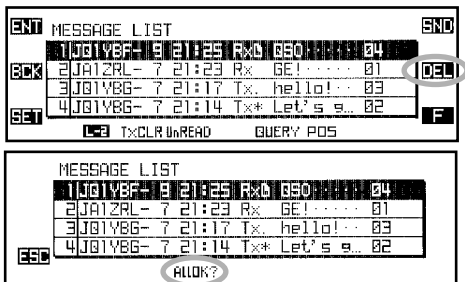 ENT MESSAGE LIST SND
1 JQ1YBF- 9 21:25 Rx QSO······ 04
BCK 2 JA1ZRL- 7 21:23 Rx GE!····· 01 DEL
3 JQ1YBG- 7 21:17 Tx. hello!·· 03
SET 4 JQ1YBG- 7 21:14 Tx* Let's g… 02 F
L-2 TxCLR UnREAD QUERY POS
MESSAGE LIST
1 JQ1YBF- 9 21:25 Rx QSO······ 04
2 JA1ZRL- 7 21:23 Rx GE!····· 01
3 JQ1YBG- 7 21:17 Tx. hello!·· 03
ESC 4 JQ1YBG- 7 21:14 Tx* Let's g… 02
AllOK?